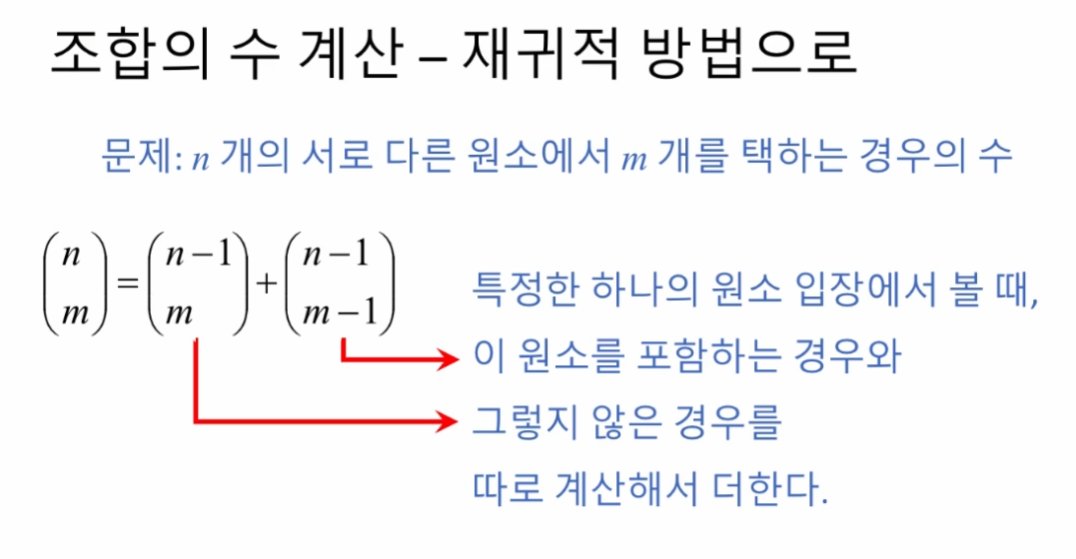 조합의 수 계산 – 재귀적 방법으로
문제: n 개의 서로 다른 원소에서 m 개를 택하는 경우의 수
(n m) = (n−1 m) + (n−1 m−1)
특정한 하나의 원소 입장에서 볼 때,
이 원소를 포함하는 경우와
그렇지 않은 경우를
따로 계산해서 더한다.